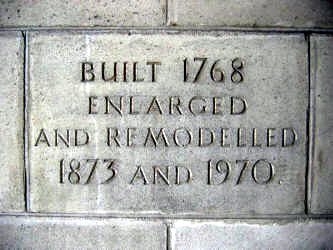 BUILT 1768
ENLARGED
AND REMODELLED
1873 AND 1970.